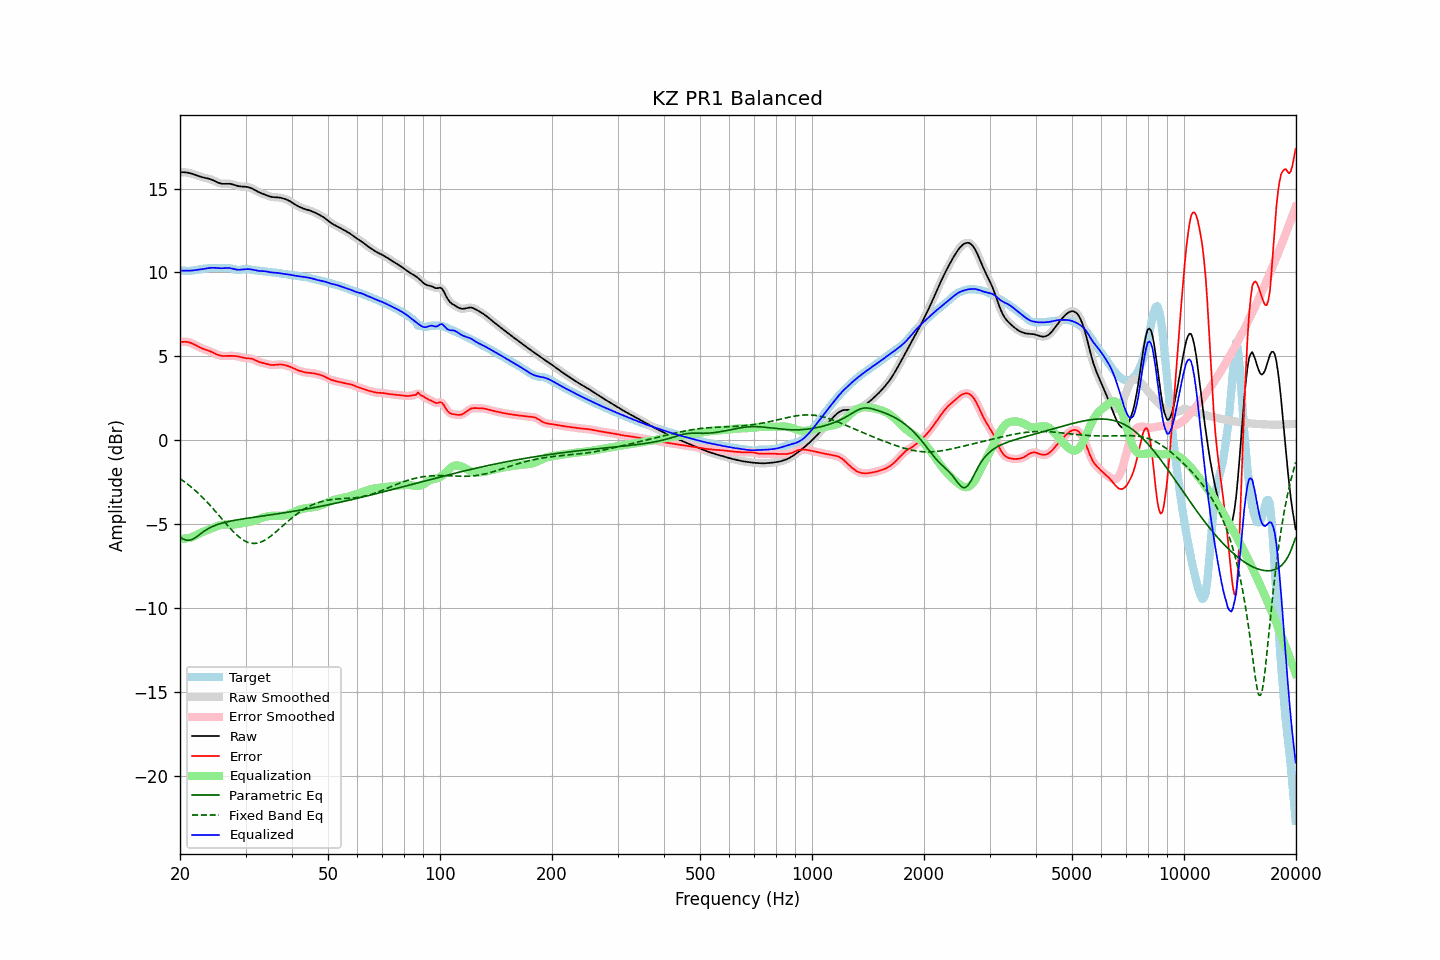 KZ PR1 Balanced
Amplitude (dBr)
15
10
5
0
−5
−10
−15
−20
Target
Raw Smoothed
Error Smoothed
Raw
Error
Equalization
Parametric Eq
Fixed Band Eq
Equalized
20 50 100 200 500 1000 2000 5000 10000 20000
Frequency (Hz)